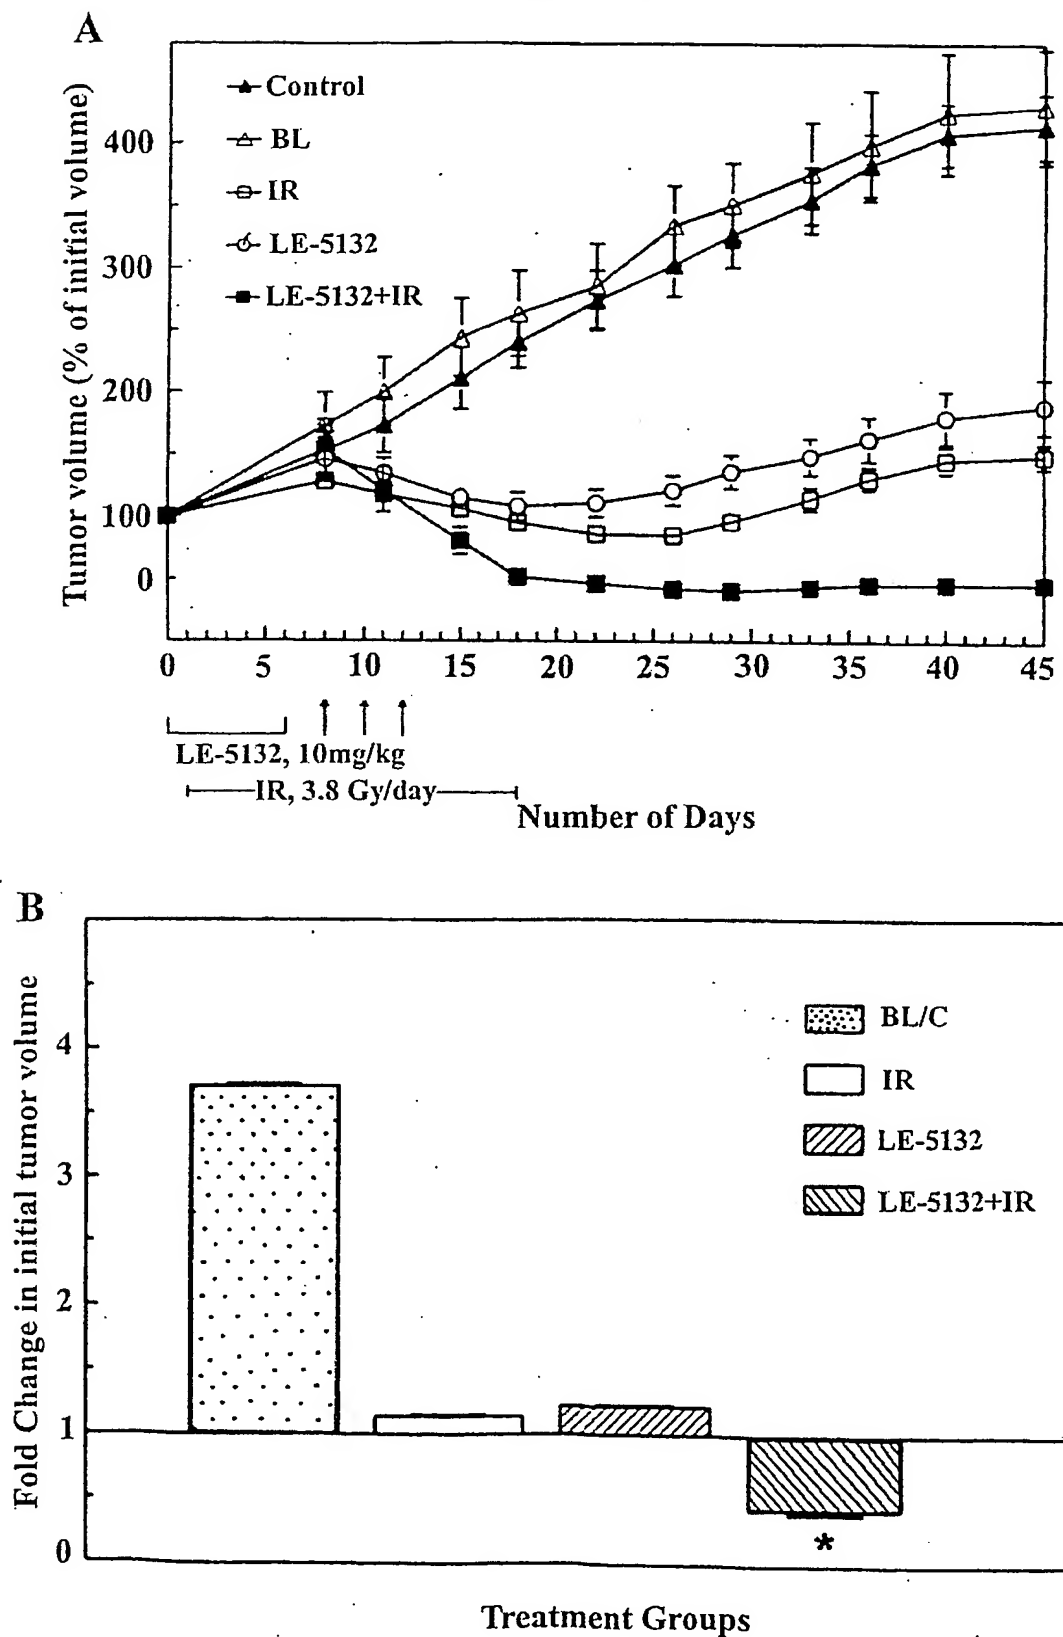 A
Tumor volume (% of initial volume)
400
300
200
100
0
Control
BL
IR
LE-5132
LE-5132+IR
0 5 10 15 20 25 30 35 40 45
LE-5132, 10mg/kg
IR, 3.8 Gy/day
Number of Days
B
Fold Change in initial tumor volume
4
3
2
1
0
BL/C
IR
LE-5132
LE-5132+IR
*
Treatment Groups